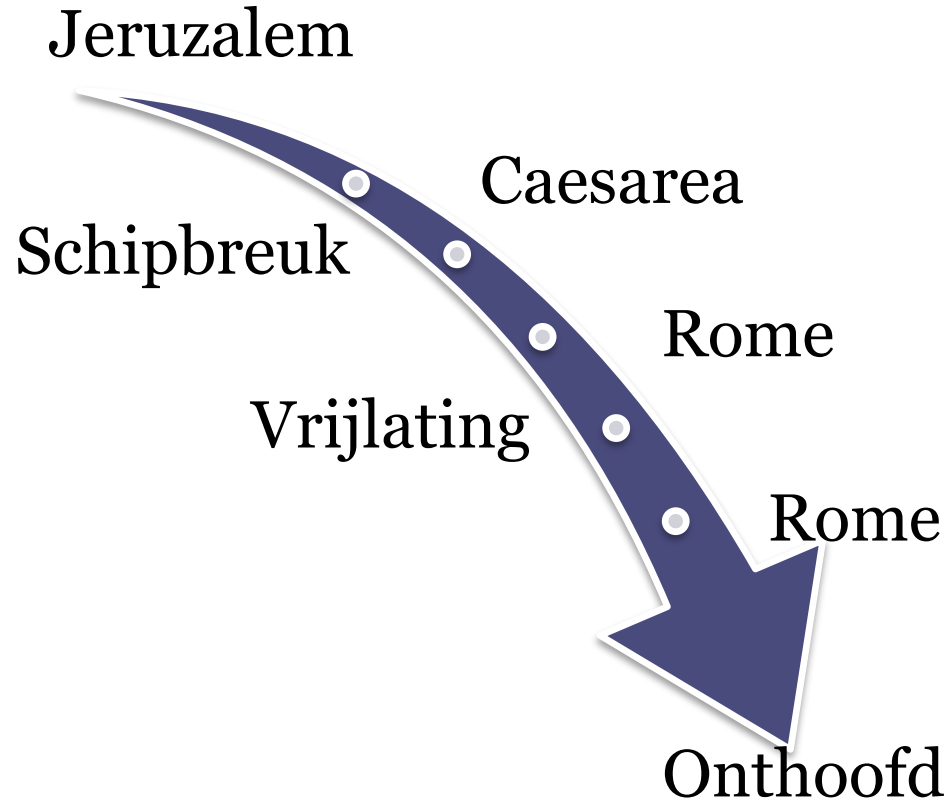 Jeruzalem
Caesarea
Schipbreuk
Rome
Vrijlating
Rome
Onthoofd